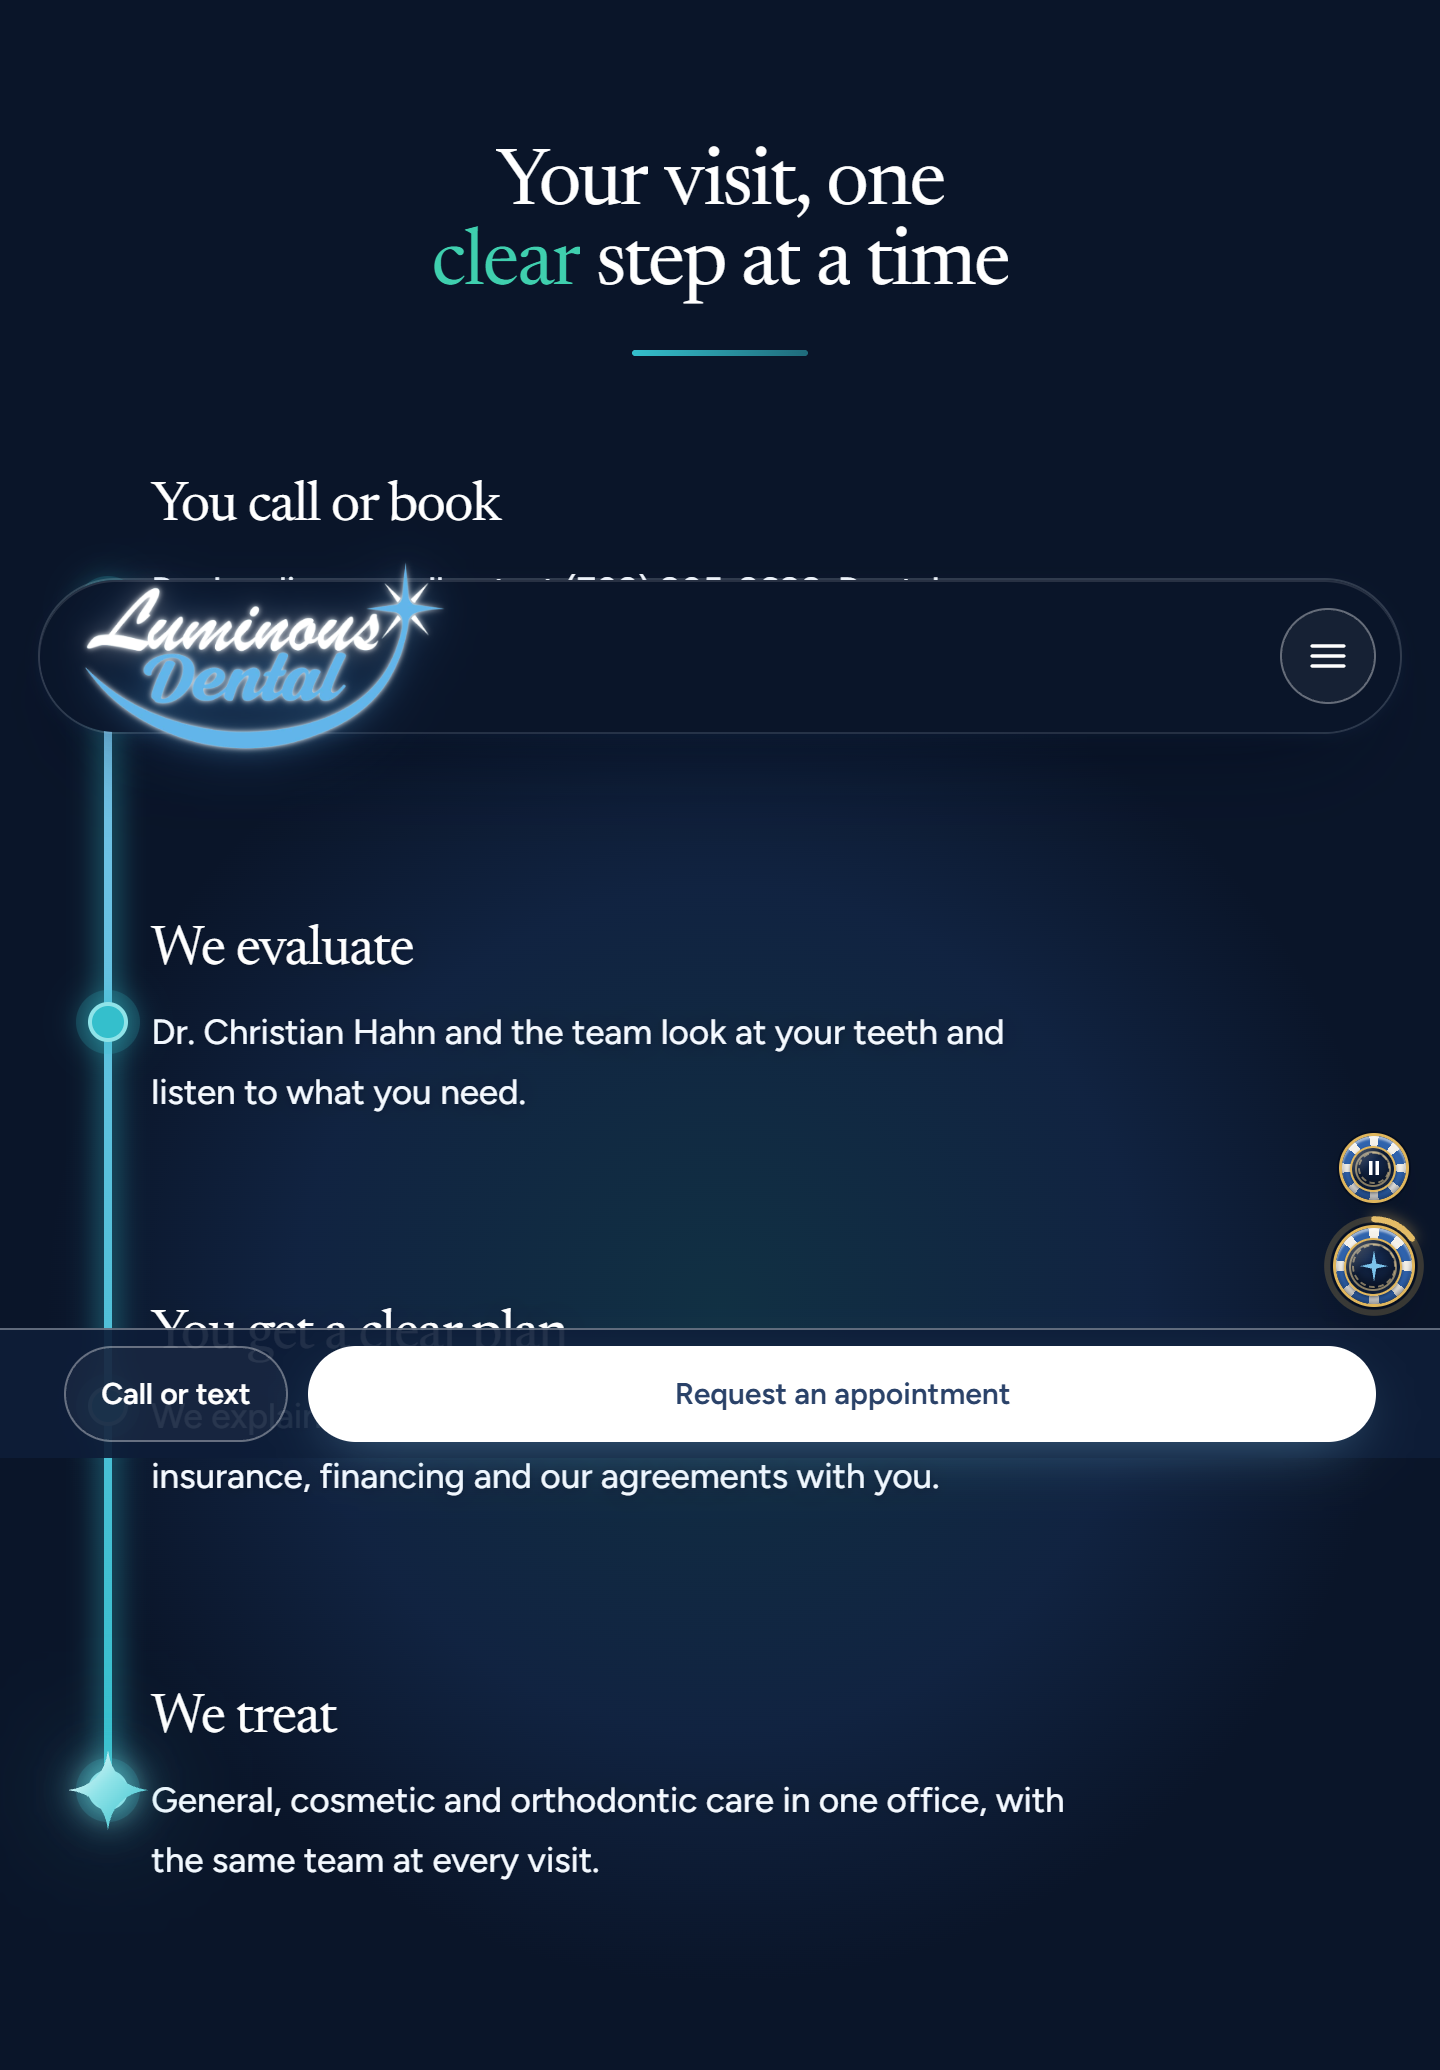 Your visit, one
clear step at a time
You call or book
Luminous
Dental
We evaluate
Dr. Christian Hahn and the team look at your teeth and
listen to what you need.
You get a clear plan
Call or text
Request an appointment
We explain
insurance, financing and our agreements with you.
We treat
General, cosmetic and orthodontic care in one office, with
the same team at every visit.